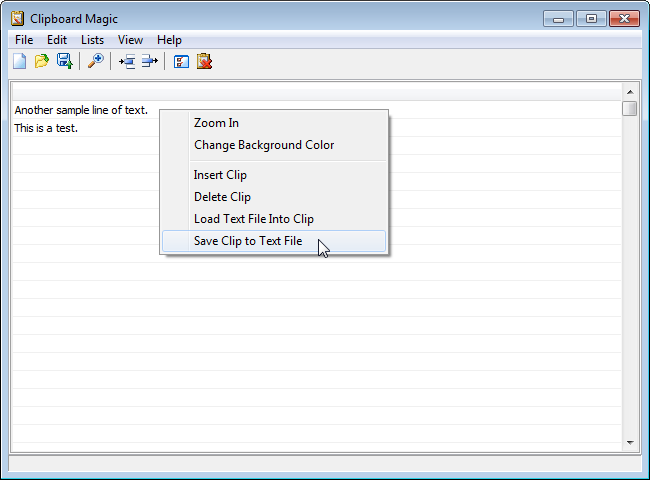 Clipboard Magic
File Edit Lists View Help
Another sample line of text.
This is a test.
Zoom In
Change Background Color
Insert Clip
Delete Clip
Load Text File Into Clip
Save Clip to Text File